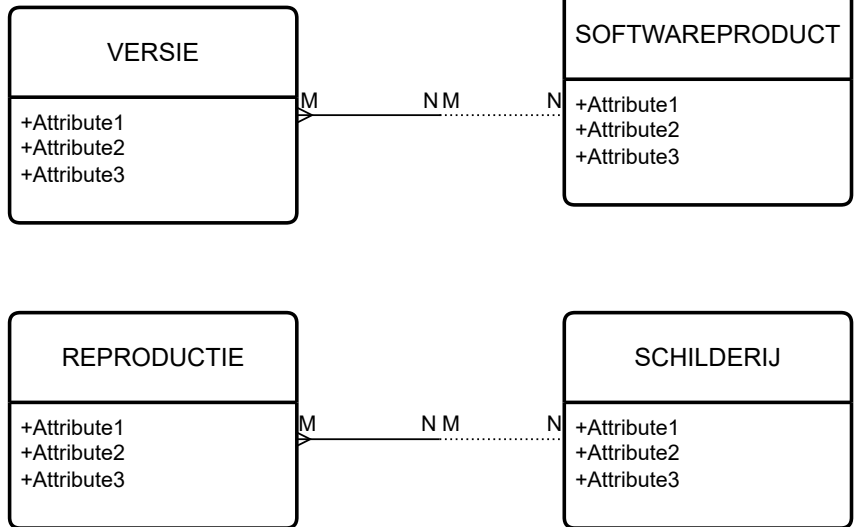 VERSIE
+Attribute1
+Attribute2
+Attribute3
M
N M
N
SOFTWAREPRODUCT
+Attribute1
+Attribute2
+Attribute3
REPRODUCTIE
+Attribute1
+Attribute2
+Attribute3
M
N M
N
SCHILDERIJ
+Attribute1
+Attribute2
+Attribute3